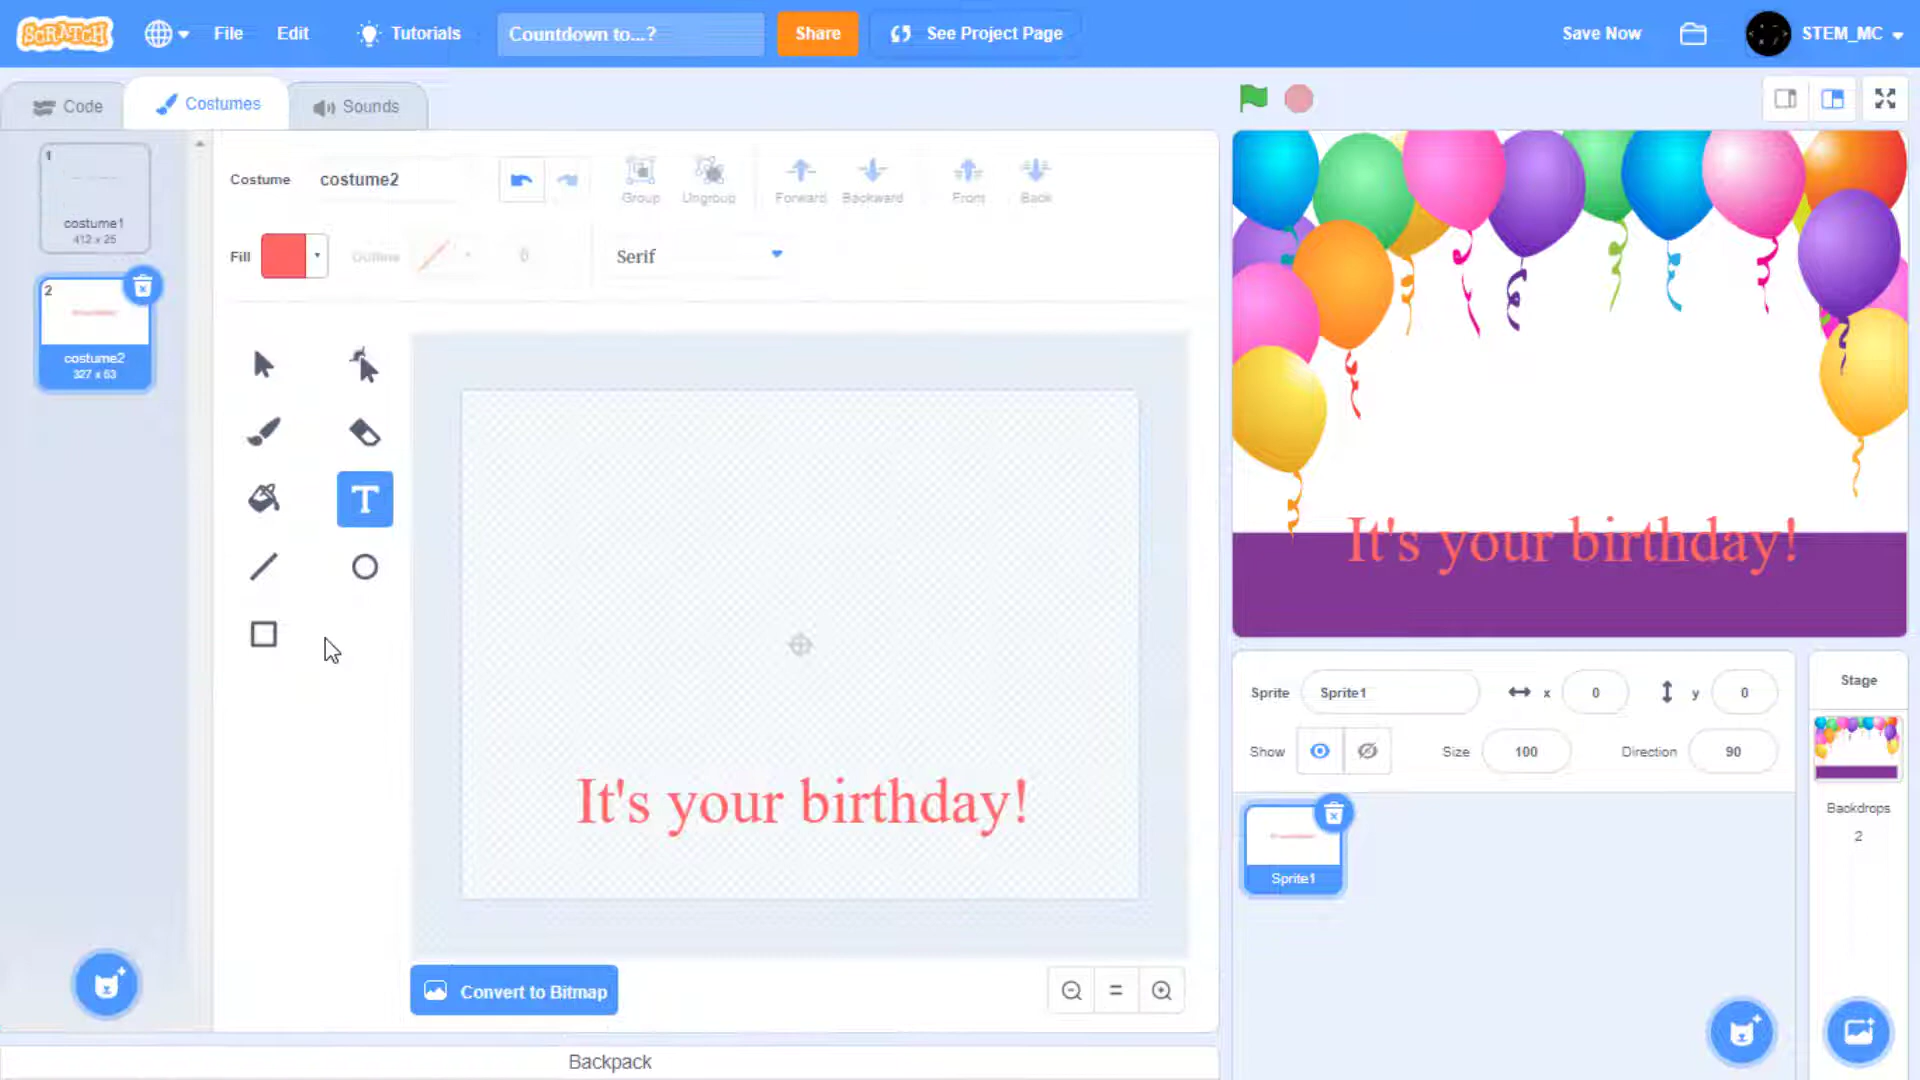 SCRATCH File Edit Tutorials Countdown to...? Share See Project Page Save Now STEM_MC
Code Costumes Sounds
1
costume1
412 x 25
2
costume2
327 x 53
Costume costume2 Group Ungroup Forward Backward Front Back
Fill Outline 0 Serif
T
It's your birthday!
Convert to Bitmap
=
Backpack
It's your birthday!
Sprite Sprite1 x 0 y 0
Show Size 100 Direction 90
Sprite1
Stage
Backdrops
2